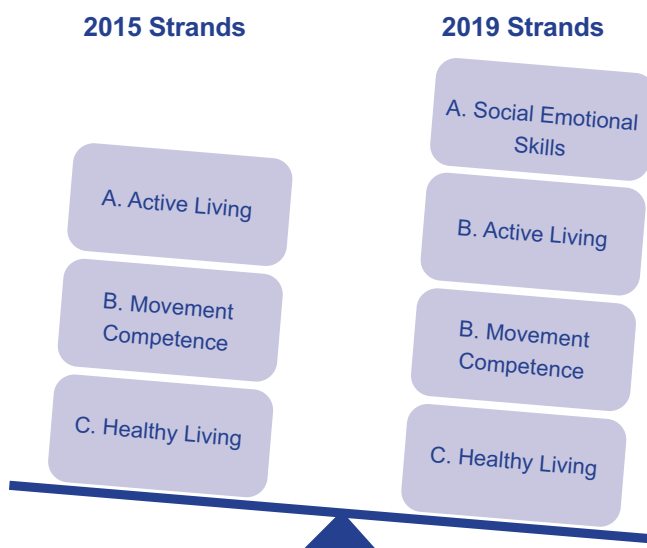 2015 Strands
A. Active Living
B. Movement
Competence
C. Healthy Living
2019 Strands
A. Social Emotional
Skills
B. Active Living
B. Movement
Competence
C. Healthy Living